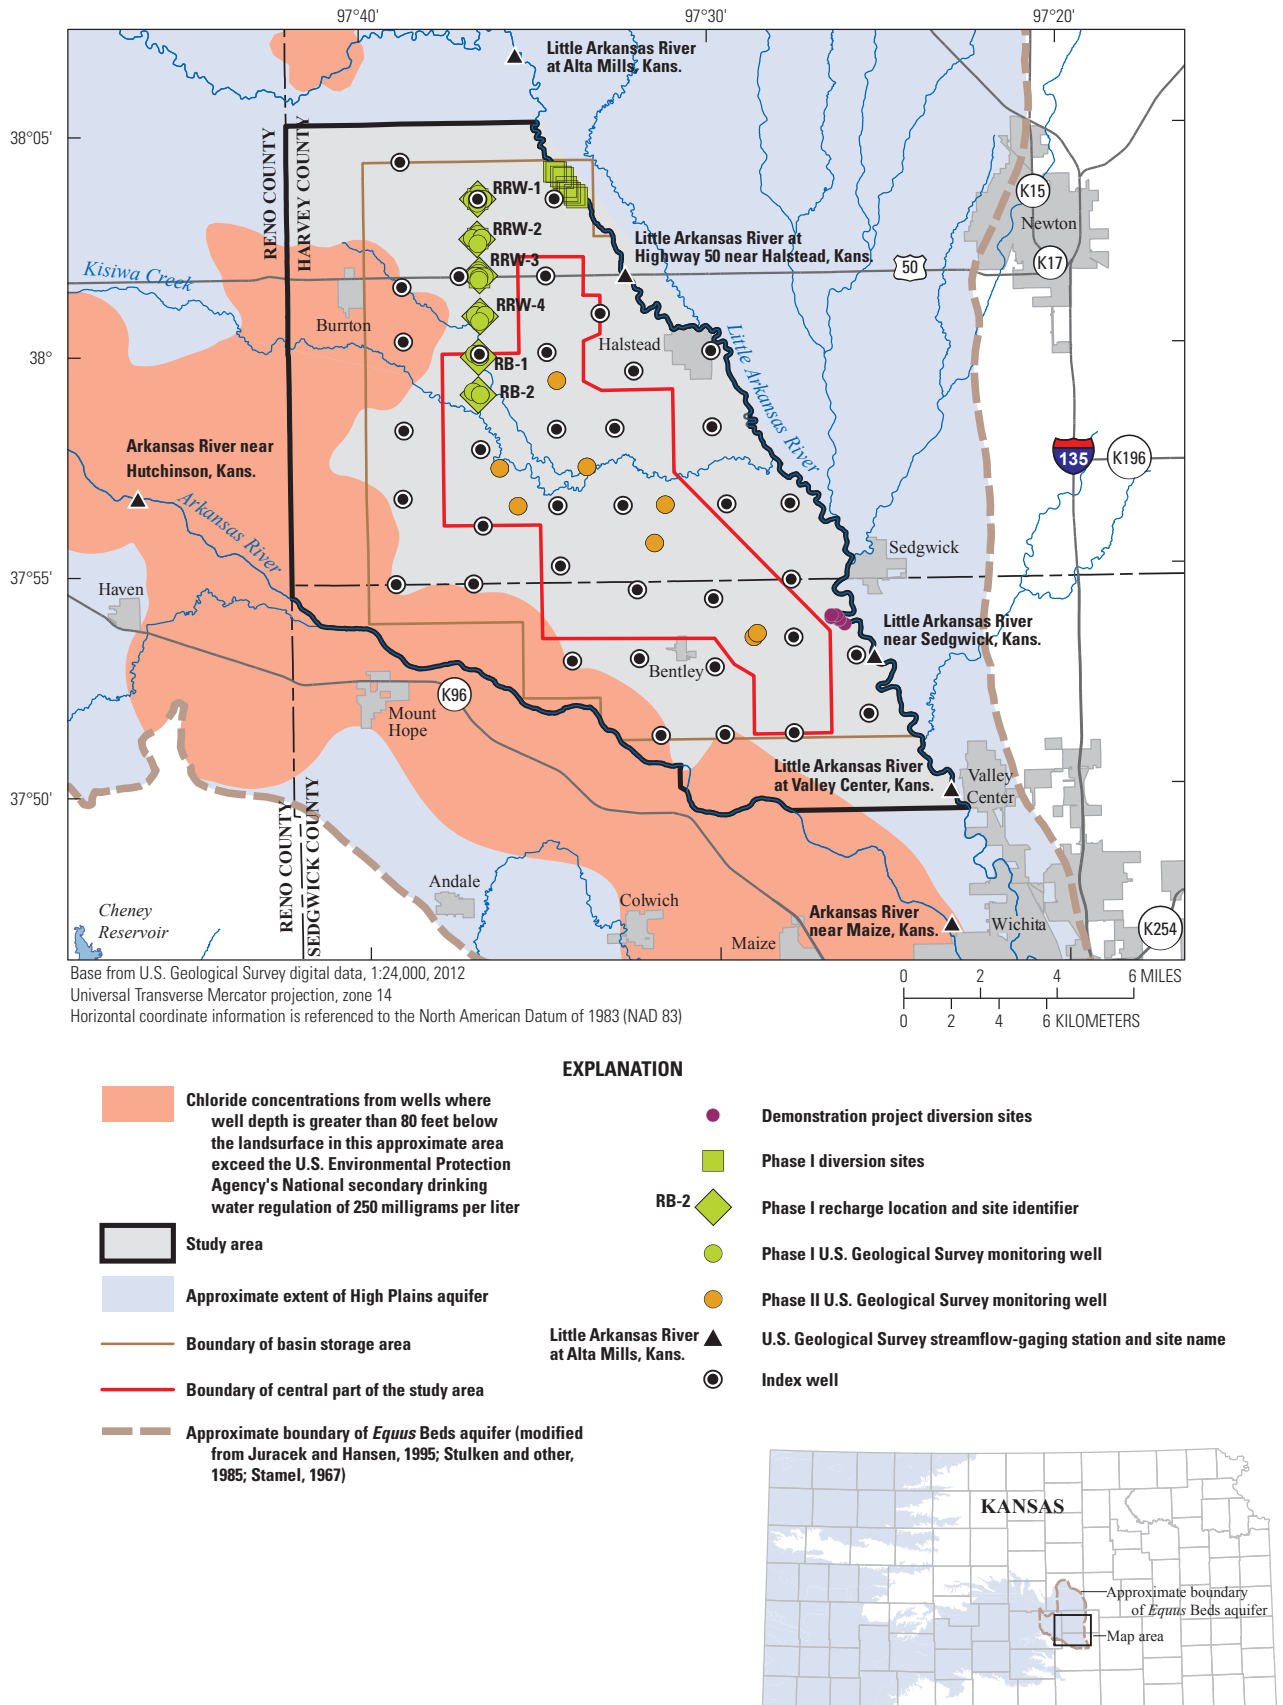 97°40'
97°30'
97°20'
Little Arkansas River
at Alta Mills, Kans.
38°05'
RENO COUNTY
HARVEY COUNTY
RRW-1
K15
Newton
RRW-2
Little Arkansas River at
Highway 50 near Halstead, Kans.
K17
Kisiwa Creek
RRW-3
50
RRW-4
Burrton
Halstead
Little Arkansas River
38°
RB-1
RB-2
Arkansas River near
Hutchinson, Kans.
135
K196
Arkansas River
Sedgwick
37°55'
Haven
Little Arkansas River
near Sedgwick, Kans.
Bentley
K96
Mount
Hope
Little Arkansas River
at Valley Center, Kans.
Valley
Center
37°50'
RENO COUNTY
SEDGWICK COUNTY
Andale
Colwich
Cheney
Reservoir
Arkansas River
near Maize, Kans.
Wichita
K254
Maize
Base from U.S. Geological Survey digital data, 1:24,000, 2012
Universal Transverse Mercator projection, zone 14
Horizontal coordinate information is referenced to the North American Datum of 1983 (NAD 83)
0 2 4 6 MILES
0 2 4 6 KILOMETERS
EXPLANATION
Chloride concentrations from wells where
well depth is greater than 80 feet below
the landsurface in this approximate area
exceed the U.S. Environmental Protection
Agency's National secondary drinking
water regulation of 250 milligrams per liter
Study area
Approximate extent of High Plains aquifer
Boundary of basin storage area
Boundary of central part of the study area
Approximate boundary of Equus Beds aquifer (modified
from Juracek and Hansen, 1995; Stulken and other,
1985; Stamel, 1967)
Demonstration project diversion sites
Phase I diversion sites
RB-2
Phase I recharge location and site identifier
Phase I U.S. Geological Survey monitoring well
Phase II U.S. Geological Survey monitoring well
Little Arkansas River
at Alta Mills, Kans.
U.S. Geological Survey streamflow-gaging station and site name
Index well
KANSAS
Approximate boundary
of Equus Beds aquifer
Map area